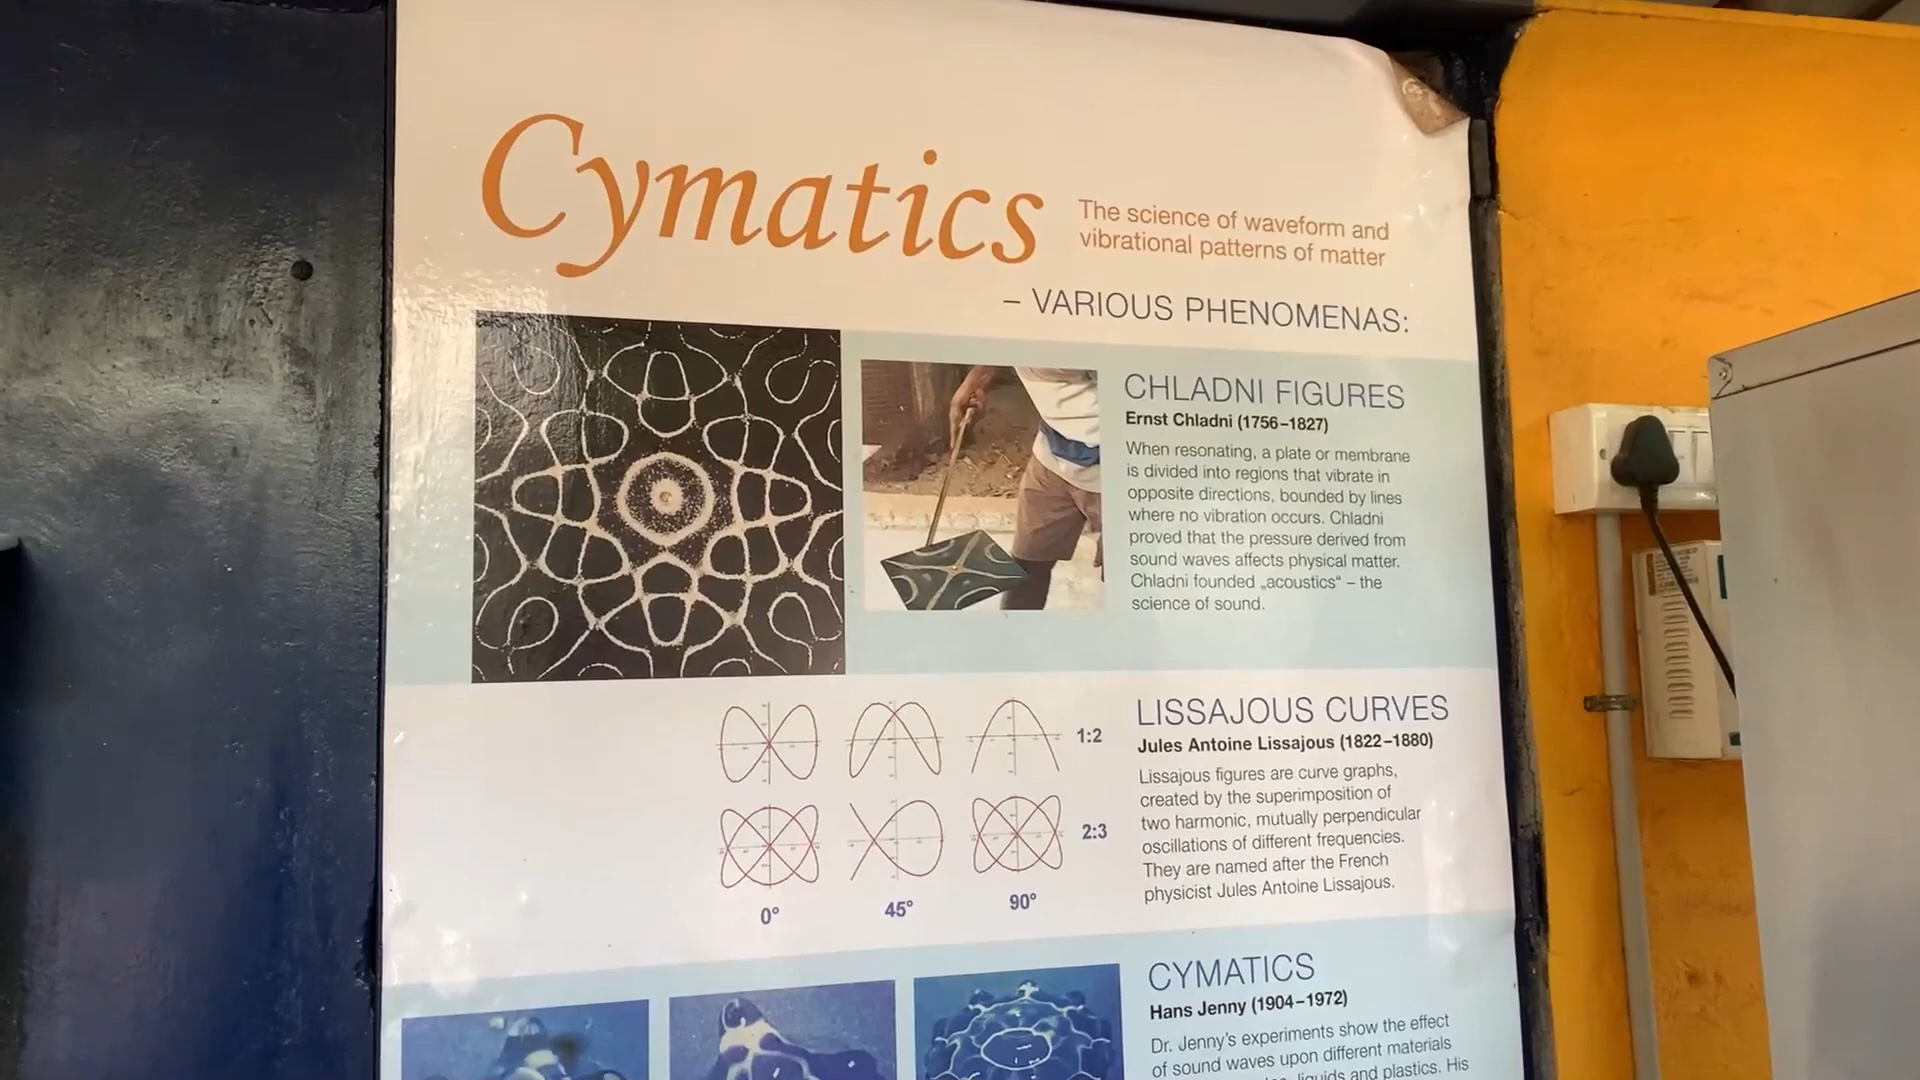 Cymatics
The science of waveform and
vibrational patterns of matter
– VARIOUS PHENOMENAS:
CHLADNI FIGURES
Ernst Chladni (1756–1827)
When resonating, a plate or membrane
is divided into regions that vibrate in
opposite directions, bounded by lines
where no vibration occurs. Chladni
proved that the pressure derived from
sound waves affects physical matter.
Chladni founded „acoustics“ – the
science of sound.
1:2
2:3
0°
45°
90°
LISSAJOUS CURVES
Jules Antoine Lissajous (1822–1880)
Lissajous figures are curve graphs,
created by the superimposition of
two harmonic, mutually perpendicular
oscillations of different frequencies.
They are named after the French
physicist Jules Antoine Lissajous.
CYMATICS
Hans Jenny (1904–1972)
Dr. Jenny's experiments show the effect
of sound waves upon different materials
liquids and plastics. His